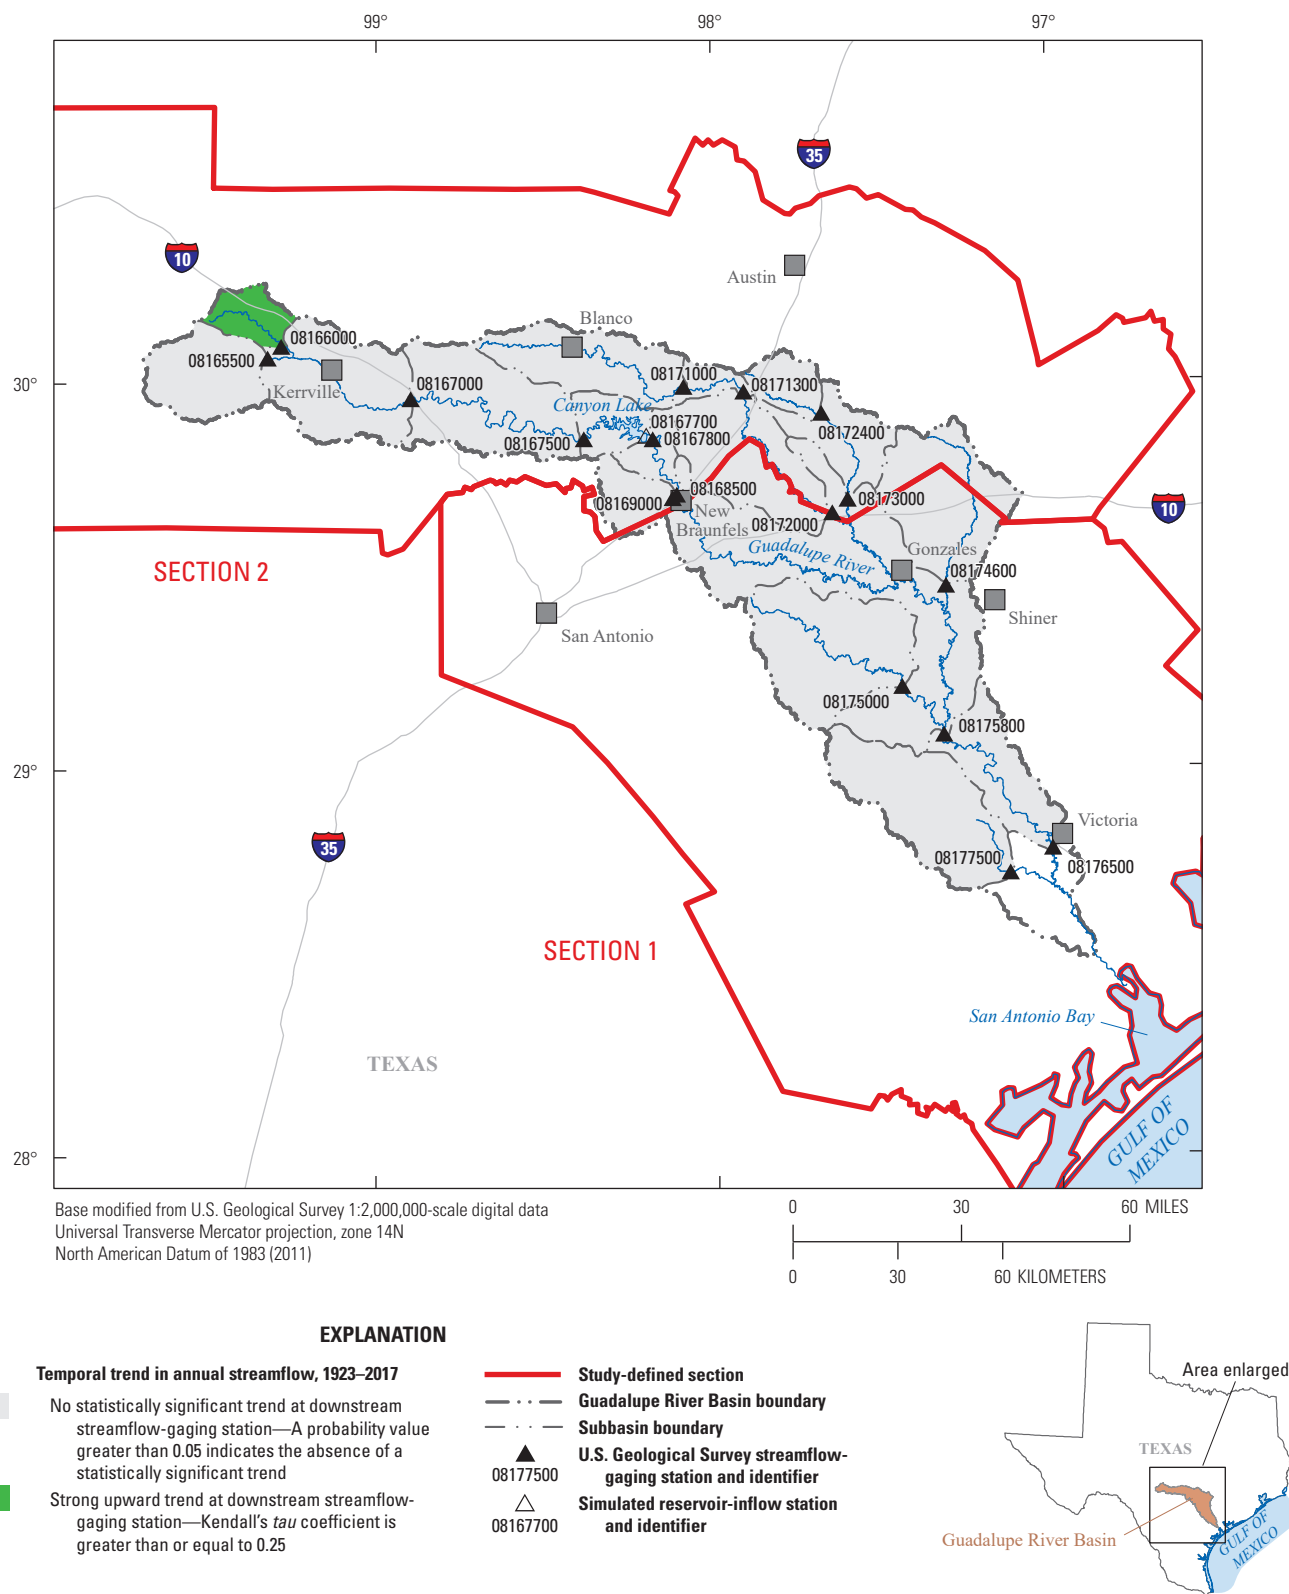 99°
98°
97°
35
10
Austin
Blanco
08166000
08165500
Kerrville
08167000
08171000
08171300
Canyon Lake
08167700
08172400
08167500
08167800
30°
08168500
08169000
New
Braunfels
08173000
10
08172000
Guadalupe River
Gonzales
SECTION 2
08174600
Shiner
San Antonio
08175000
08175800
29°
Victoria
35
08177500
08176500
SECTION 1
San Antonio Bay
TEXAS
GULF OF
MEXICO
28°
Base modified from U.S. Geological Survey 1:2,000,000-scale digital data
Universal Transverse Mercator projection, zone 14N
North American Datum of 1983 (2011)
0 30 60 MILES
0 30 60 KILOMETERS
EXPLANATION
Temporal trend in annual streamflow, 1923–2017
No statistically significant trend at downstream
streamflow-gaging station—A probability value
greater than 0.05 indicates the absence of a
statistically significant trend
Strong upward trend at downstream streamflow-
gaging station—Kendall's tau coefficient is
greater than or equal to 0.25
Study-defined section
Guadalupe River Basin boundary
Subbasin boundary
U.S. Geological Survey streamflow-
08177500 gaging station and identifier
Simulated reservoir-inflow station
08167700 and identifier
Area enlarged
TEXAS
Guadalupe River Basin
GULF OF
MEXICO